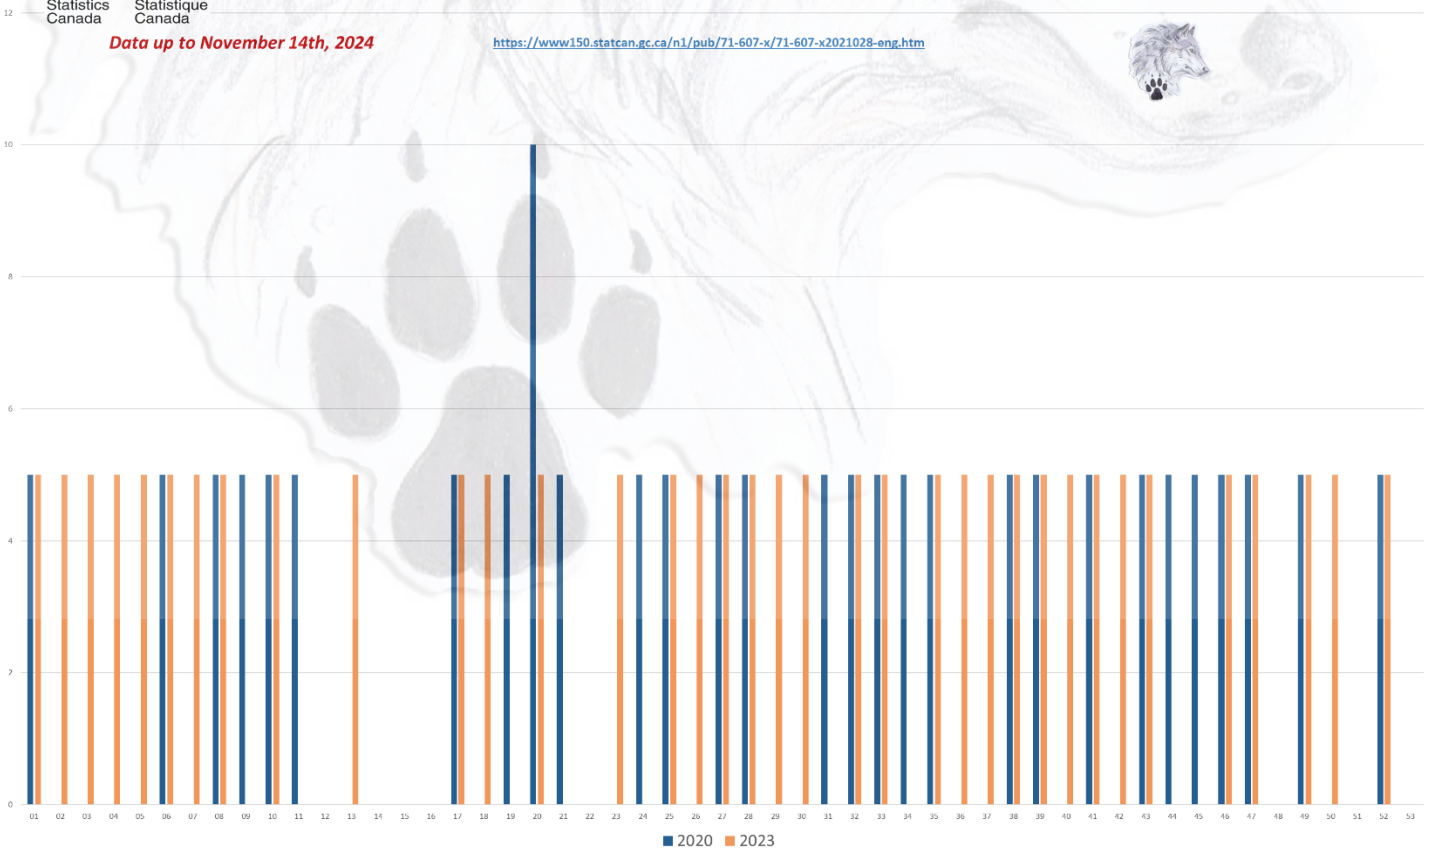 Statistics Statistique
Canada Canada
12
Data up to November 14th, 2024
https://www150.statcan.gc.ca/n1/pub/71-607-x/71-607-x2021028-eng.htm
10
8
6
4
2
0
01 02 03 04 05 06 07 08 09 10 11 12 13 14 15 16 17 18 19 20 21 22 23 24 25 26 27 28 29 30 31 32 33 34 35 36 37 38 39 40 41 42 43 44 45 46 47 48 49 50 51 52 53
2020 2023